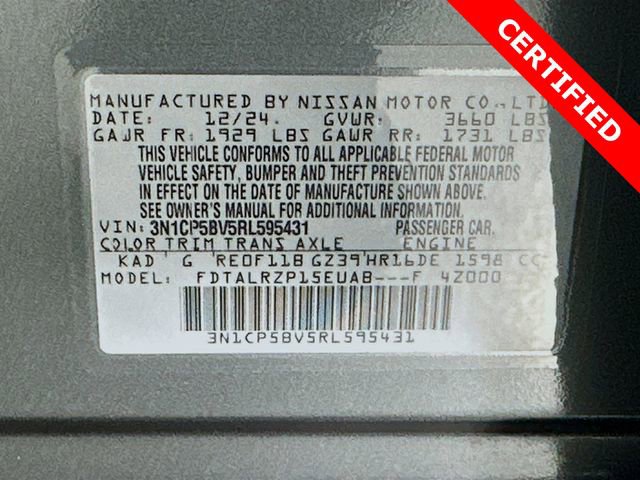 CERTIFIED
MANUFACTURED BY NISSAN MOTOR CO.,LTD
DATE: 12/24. GVWR: 3660 LBS
GAWR FR: 1929 LBS GAWR RR: 1731 LBS
THIS VEHICLE CONFORMS TO ALL APPLICABLE FEDERAL MOTOR
VEHICLE SAFETY, BUMPER AND THEFT PREVENTION STANDARDS
IN EFFECT ON THE DATE OF MANUFACTURE SHOWN ABOVE.
SEE OWNER'S MANUAL FOR ADDITIONAL INFORMATION.
VIN: 3N1CP5BV5RL595431 PASSENGER CAR.
COLOR TRIM TRANS AXLE ENGINE
KAD G RE0F11B GZ39 HR16DE 1598 CC
FDTALRZP15EUAB---F 4Z000
3N1CP5BV5RL595431